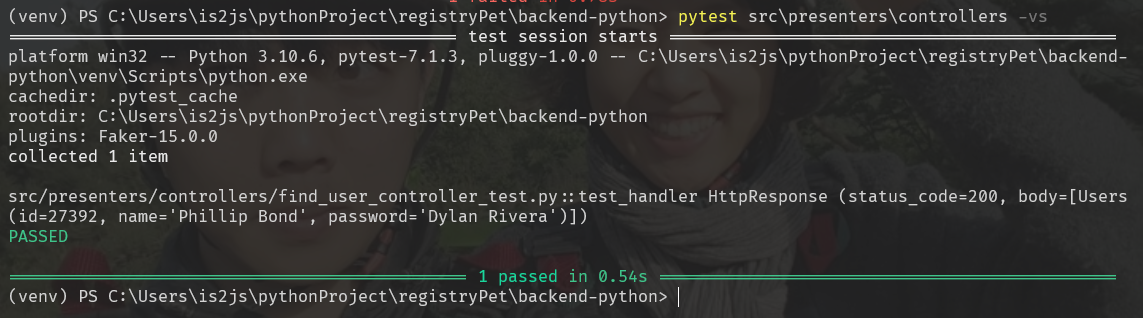 (venv) PS C:\Users\is2js\pythonProject\registryPet\backend-python> pytest src\presenters\controllers -vs
============ test session starts ============
platform win32 -- Python 3.10.6, pytest-7.1.3, pluggy-1.0.0 -- C:\Users\is2js\pythonProject\registryPet\backend-
python\venv\Scripts\python.exe
cachedir: .pytest_cache
rootdir: C:\Users\is2js\pythonProject\registryPet\backend-python
plugins: Faker-15.0.0
collected 1 item
src/presenters/controllers/find_user_controller_test.py::test_handler HttpResponse (status_code=200, body=[Users
(id=27392, name='Phillip Bond', password='Dylan Rivera')])
PASSED
============ 1 passed in 0.54s ============
(venv) PS C:\Users\is2js\pythonProject\registryPet\backend-python>